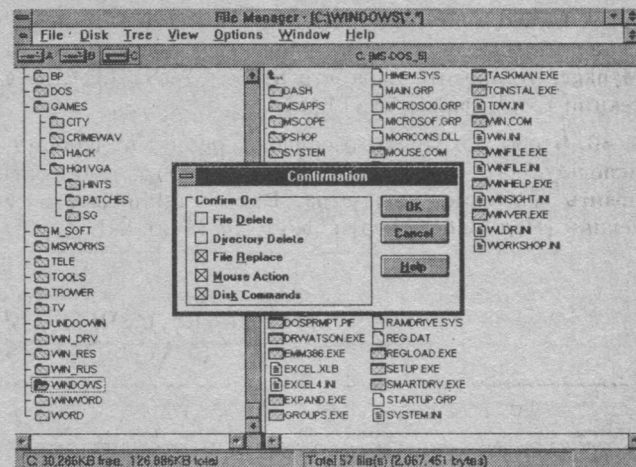 File Manager - [C:\WINDOWS\*.*]
File Disk Tree View Options Window Help
A B C C: [MS-DOS_5]
BP
DOS
GAMES
CITY
CRIMEWAV
HACK
HQ1VGA
HINTS
PATCHES
SG
M_SOFT
MSWORKS
TELE
TOOLS
TPOWER
TV
UNDOOWIN
WIN_DRV
WIN_RES
WIN_RUS
WINDOWS
WINWORD
WORD
..
DASH
MSAPPS
MSCOPE
PSHOP
SYSTEM
HIMEM.SYS
MAIN.GRP
MICROSO0.GRP
MICROSOF.GRP
MORICONS.DLL
MOUSE.COM
TASKMAN.EXE
TCINSTAL.EXE
TDW.INI
WIN.COM
WIN.INI
WINFILE.EXE
WINFILE.INI
WINHELP.EXE
WINSIGHT.INI
WINVER.EXE
WLDR.INI
WORKSHOP.INI
Confirmation
Confirm On
File Delete
Directory Delete
File Replace
Mouse Action
Disk Commands
OK
Cancel
Help
DOSPRMPT.PIF
DRWATSON.EXE
EMM386.EXE
EXCEL.XLB
EXCEL4.INI
EXPAND.EXE
GROUPS.EXE
RAMDRIVE.SYS
REG.DAT
REGLOAD.EXE
SETUP.EXE
SMARTDRV.EXE
STARTUP.GRP
SYSTEM.INI
C: 30,266KB free, 126,886KB total
Total 57 file(s) (2,067,451 bytes)